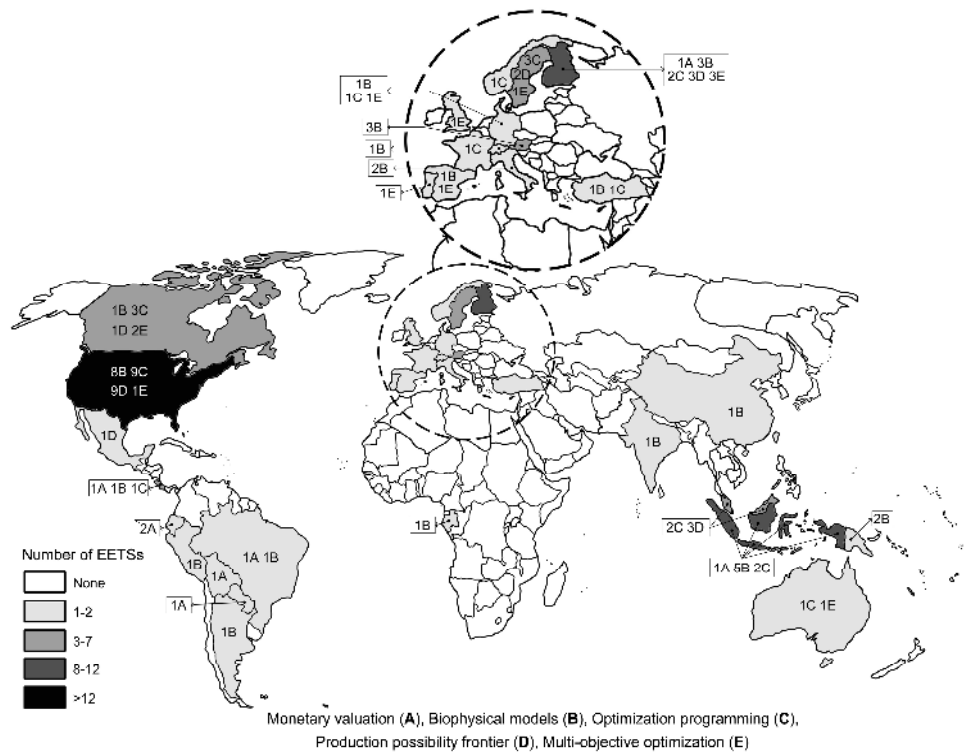 1A 3B
2C 3D 3E
3C
2D
1E
1C
1B
1C 1E
1E
3B
1C
1B
2B
1B
1E
1E
1D 1C
1B 3C
1D 2E
8B 9C
9D 1E
1D
1A 1B 1C
2A
1B
1A 1B
1A
1A
1B
1B
1B
1B
2C 3D
2B
1A 5B 2C
1C 1E
Number of EETSs
None
1-2
3-7
8-12
>12
Monetary valuation (A), Biophysical models (B), Optimization programming (C),
Production possibility frontier (D), Multi-objective optimization (E)